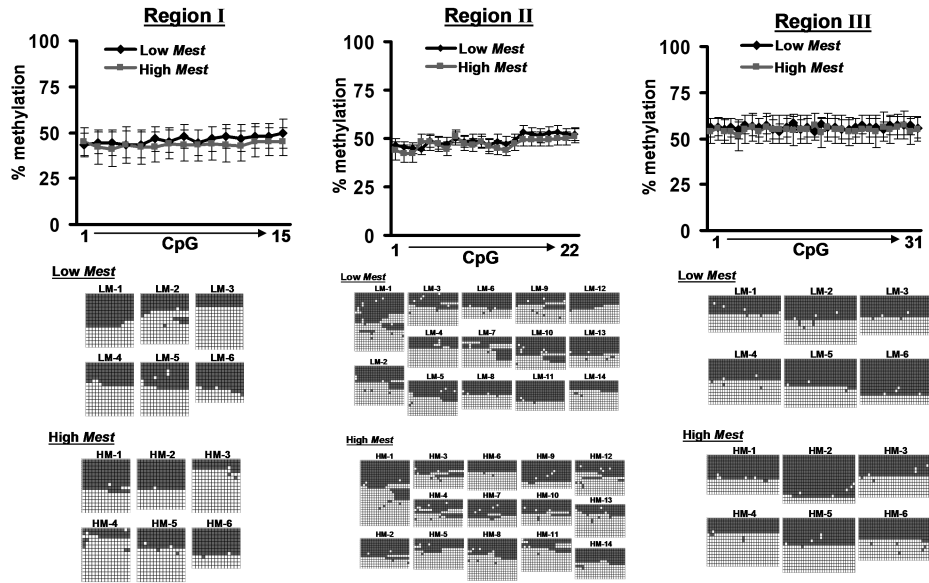 Region I
100
75
50
25
0
% methylation
Low Mest
High Mest
1
CpG
15
Region II
100
75
50
25
0
% methylation
Low Mest
High Mest
1
CpG
22
Region III
100
75
50
25
0
% methylation
Low Mest
High Mest
1
CpG
31
Low Mest
LM-1 LM-2 LM-3
LM-4 LM-5 LM-6
High Mest
HM-1 HM-2 HM-3
HM-4 HM-5 HM-6
Low Mest
LM-1 LM-3 LM-6 LM-9 LM-12
LM-4 LM-7 LM-10 LM-13
LM-2
LM-5 LM-8 LM-11 LM-14
High Mest
HM-1 HM-3 HM-6 HM-9 HM-12
HM-4 HM-7 HM-10 HM-13
HM-2 HM-5 HM-8 HM-11 HM-14
Low Mest
LM-1 LM-2 LM-3
LM-4 LM-5 LM-6
High Mest
HM-1 HM-2 HM-3
HM-4 HM-5 HM-6